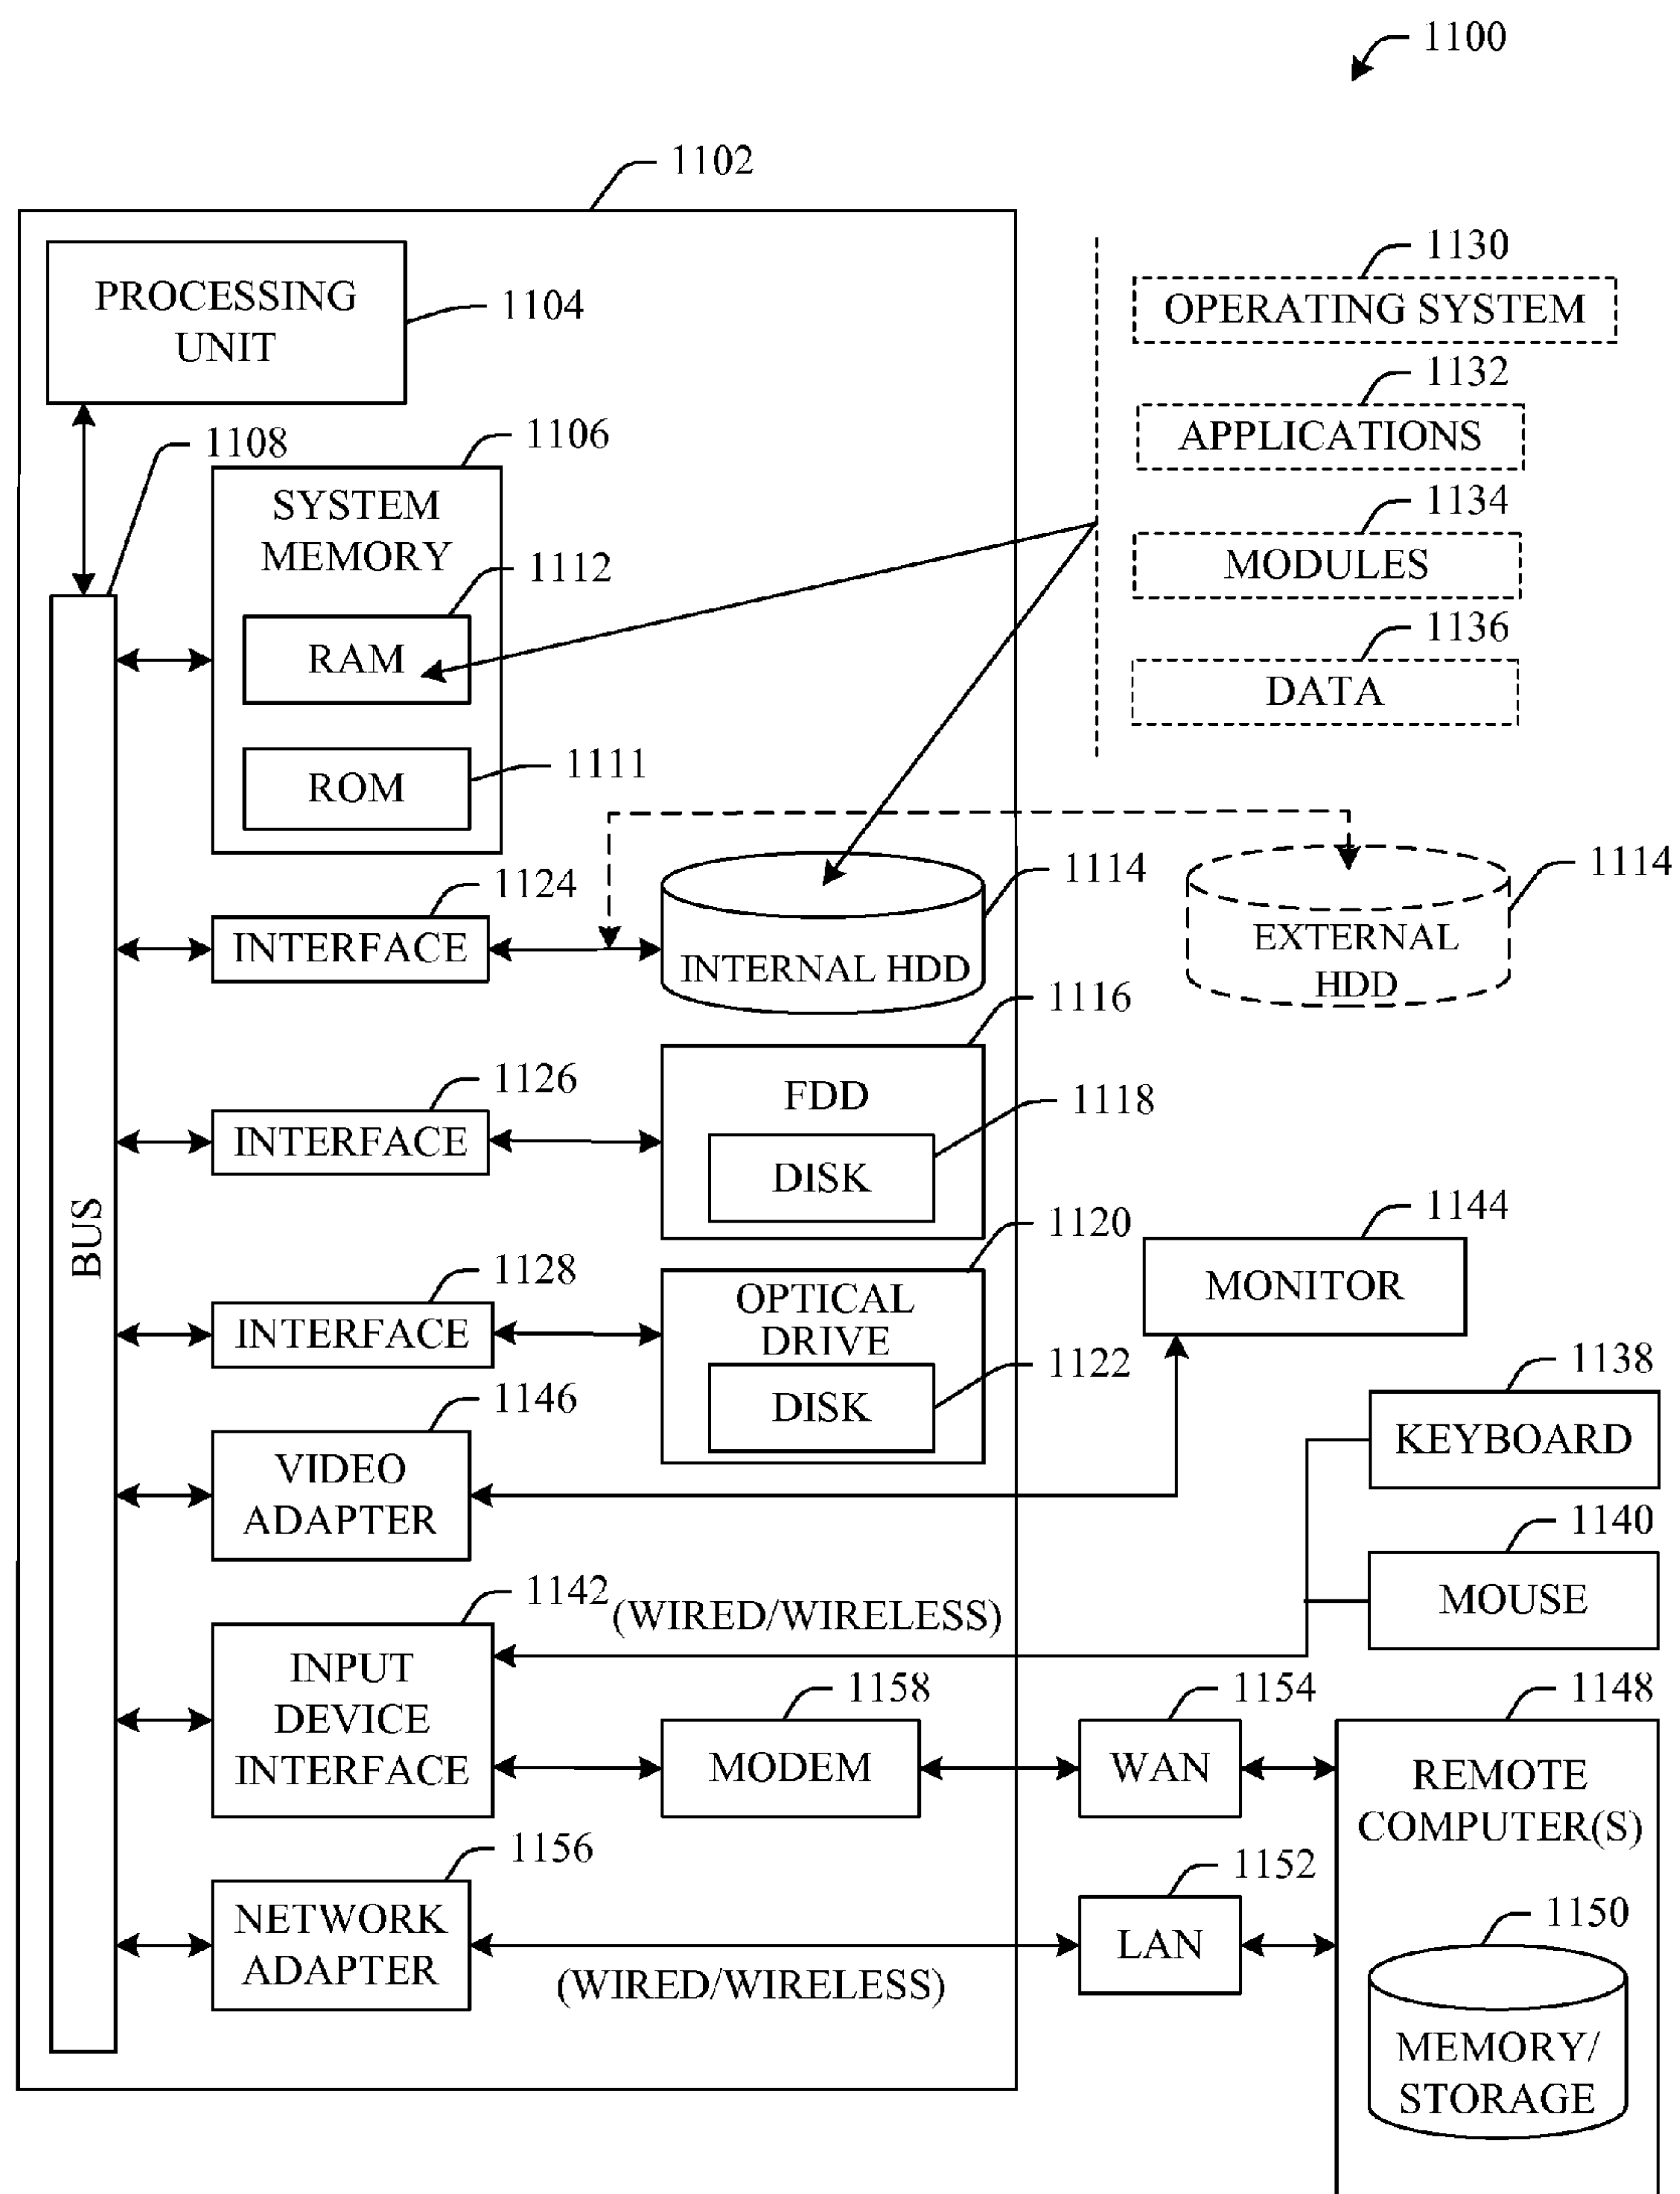 1100
1102
PROCESSING
UNIT
1104
1130
OPERATING SYSTEM
1132
APPLICATIONS
1134
MODULES
1136
DATA
1108
1106
SYSTEM
MEMORY
1112
RAM
1111
ROM
BUS
1124
INTERFACE
1114
INTERNAL HDD
1114
EXTERNAL
HDD
1126
INTERFACE
1116
FDD
1118
DISK
1128
INTERFACE
1120
OPTICAL
DRIVE
1122
DISK
1144
MONITOR
1146
VIDEO
ADAPTER
1138
KEYBOARD
1140
MOUSE
1142
(WIRED/WIRELESS)
INPUT
DEVICE
INTERFACE
1158
MODEM
1154
WAN
1148
REMOTE
COMPUTER(S)
1156
NETWORK
ADAPTER
(WIRED/WIRELESS)
1152
LAN
1150
MEMORY/
STORAGE